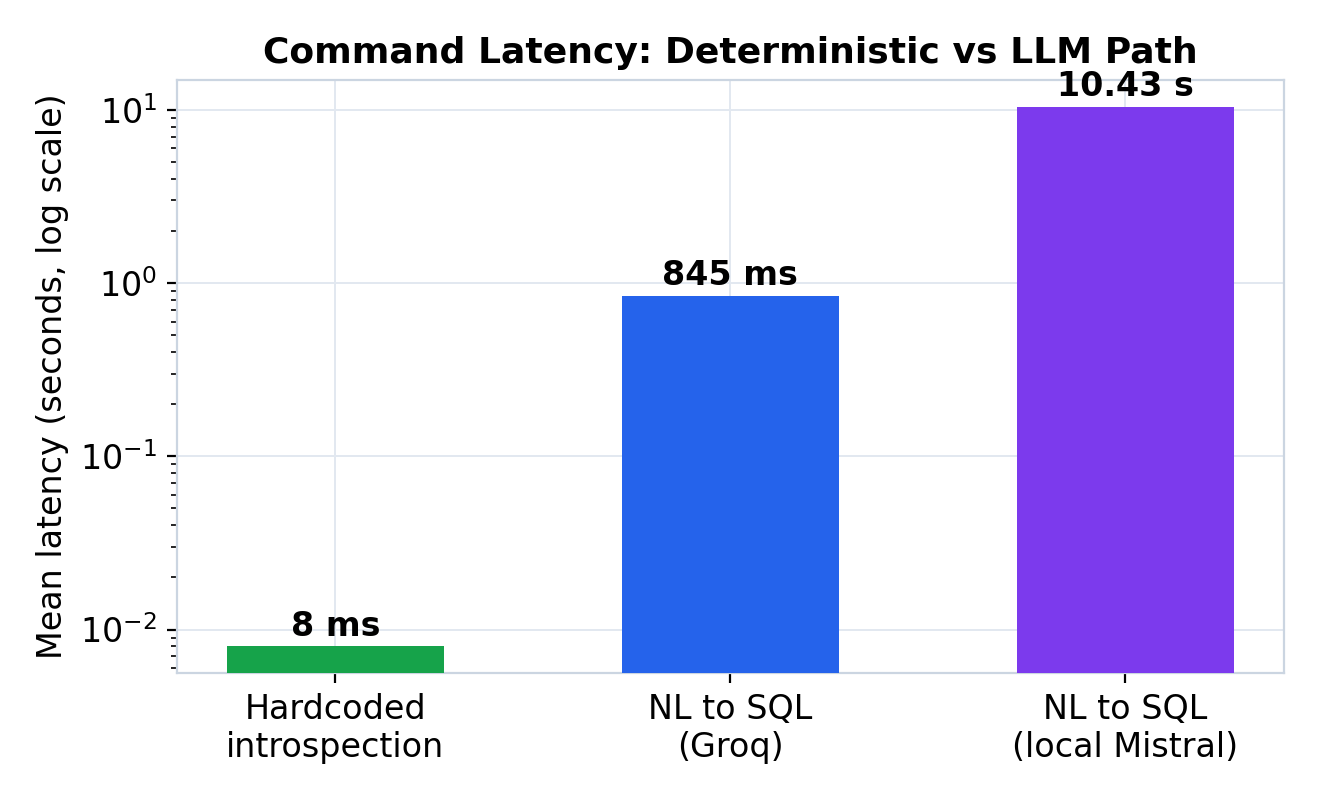 Command Latency: Deterministic vs LLM Path
10.43 s
10¹
845 ms
10⁰
10⁻¹
8 ms
10⁻²
Mean latency (seconds, log scale)
Hardcoded
introspection
NL to SQL
(Groq)
NL to SQL
(local Mistral)